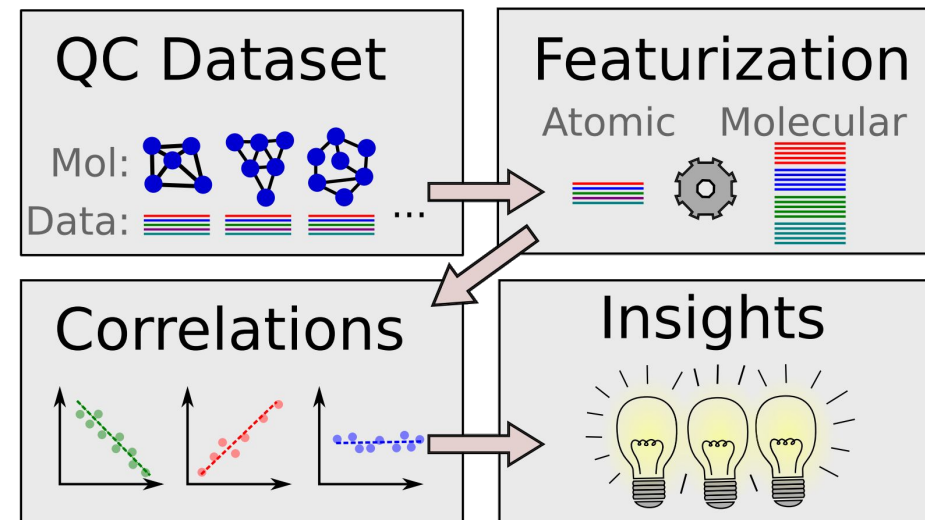 QC Dataset
Mol:
Data:
...
Featurization
Atomic Molecular
Correlations
Insights